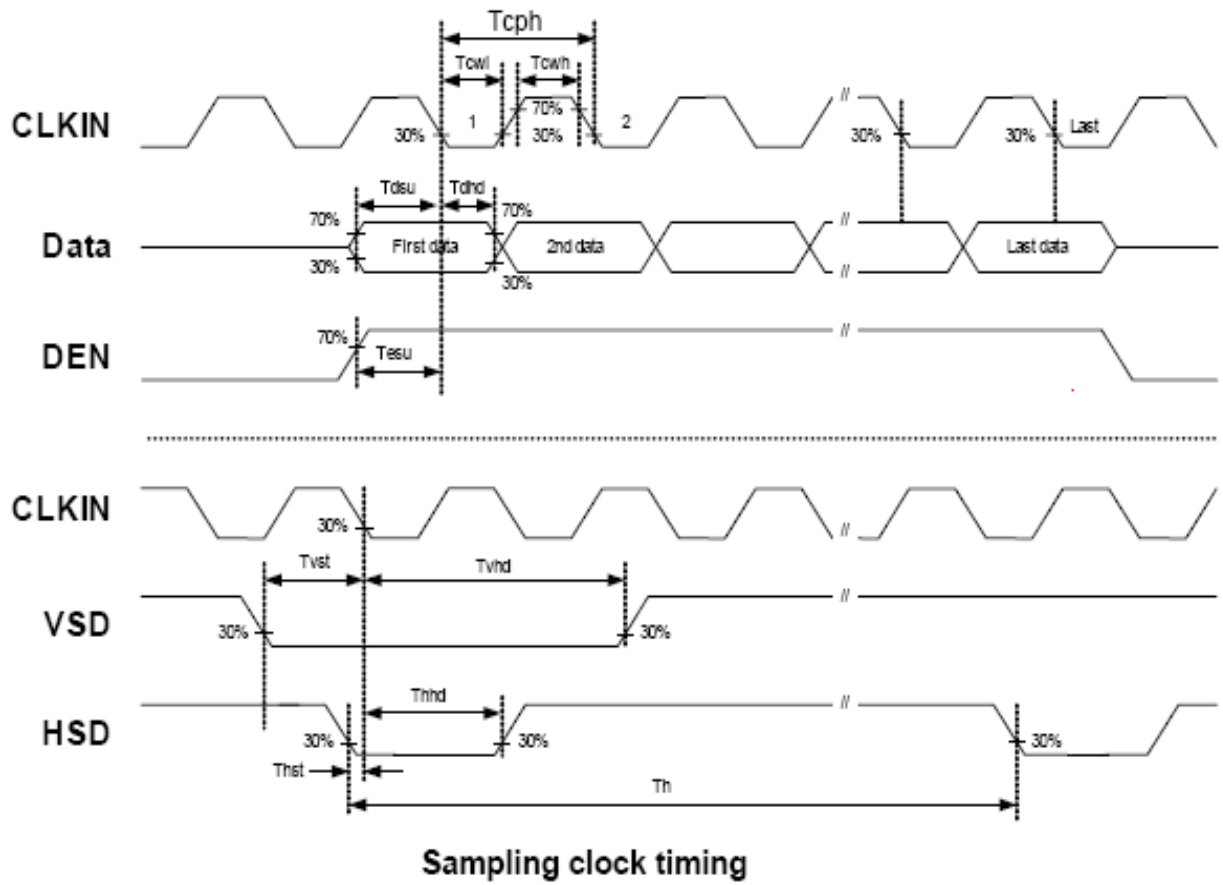 Tcph
Tcwl Tcwh
CLKIN 30% 1 70% 30% 2 // 30% 30% Last
Tdsu Tdhd
70% 70%
Data First data 2nd data // // Last data
30% 30%
DEN 70% //
Tesu
CLKIN 30% //
Tvst Tvhd
VSD 30% 30% //
Thhd //
HSD 30% 30% 30%
Thst
Th
Sampling clock timing